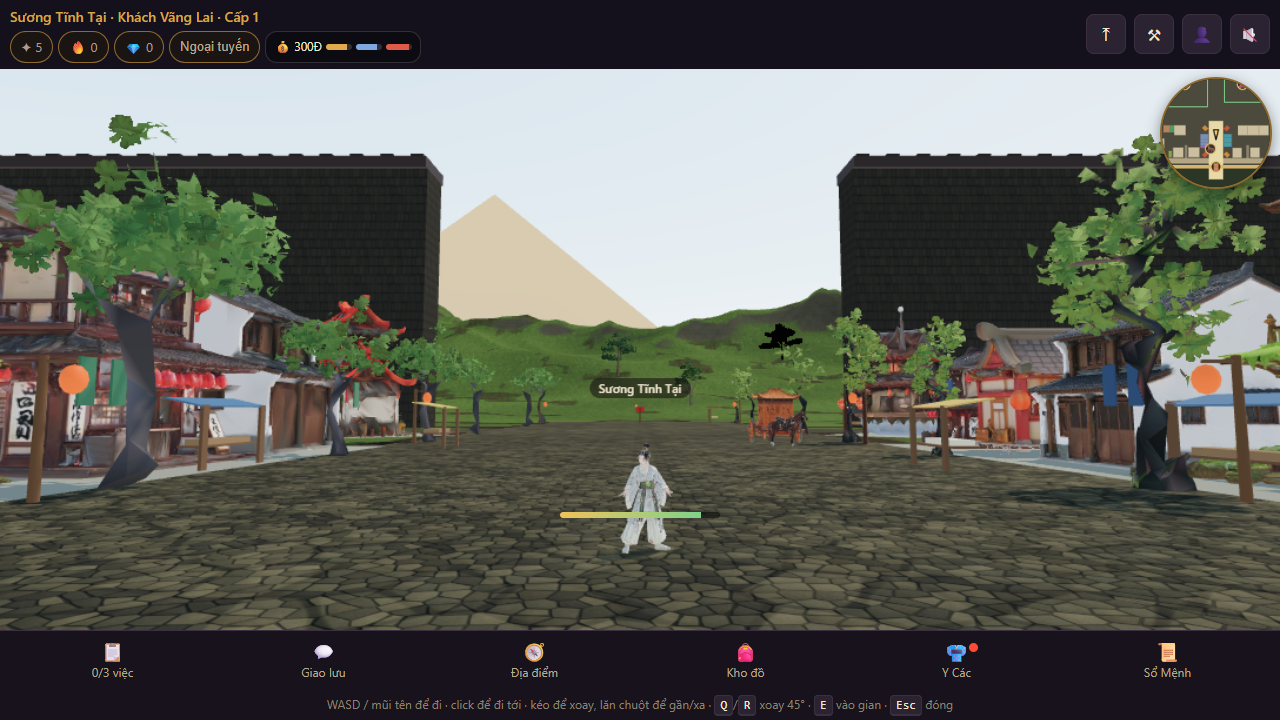 Sương Tĩnh Tại · Khách Vãng Lai · Cấp 1
5
0
0
Ngoại tuyến
300Đ
Sương Tĩnh Tại
0/3 việc
Giao lưu
Địa điểm
Kho đồ
Y Các
Sổ Mệnh
WASD / mũi tên để đi · click để đi tới · kéo để xoay, lăn chuột để gần/xa · Q / R xoay 45° · E vào gian · Esc đóng